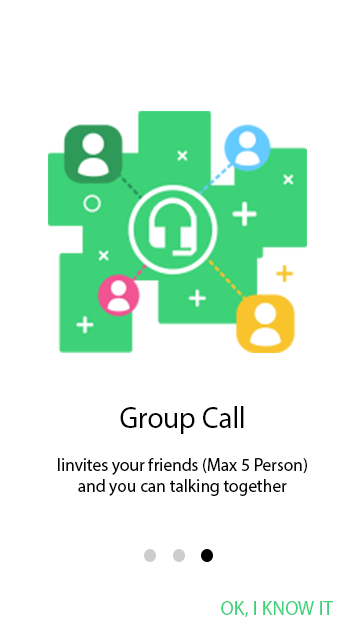 Group Call
Iinvites your friends (Max 5 Person)
and you can talking together
OK, I KNOW IT